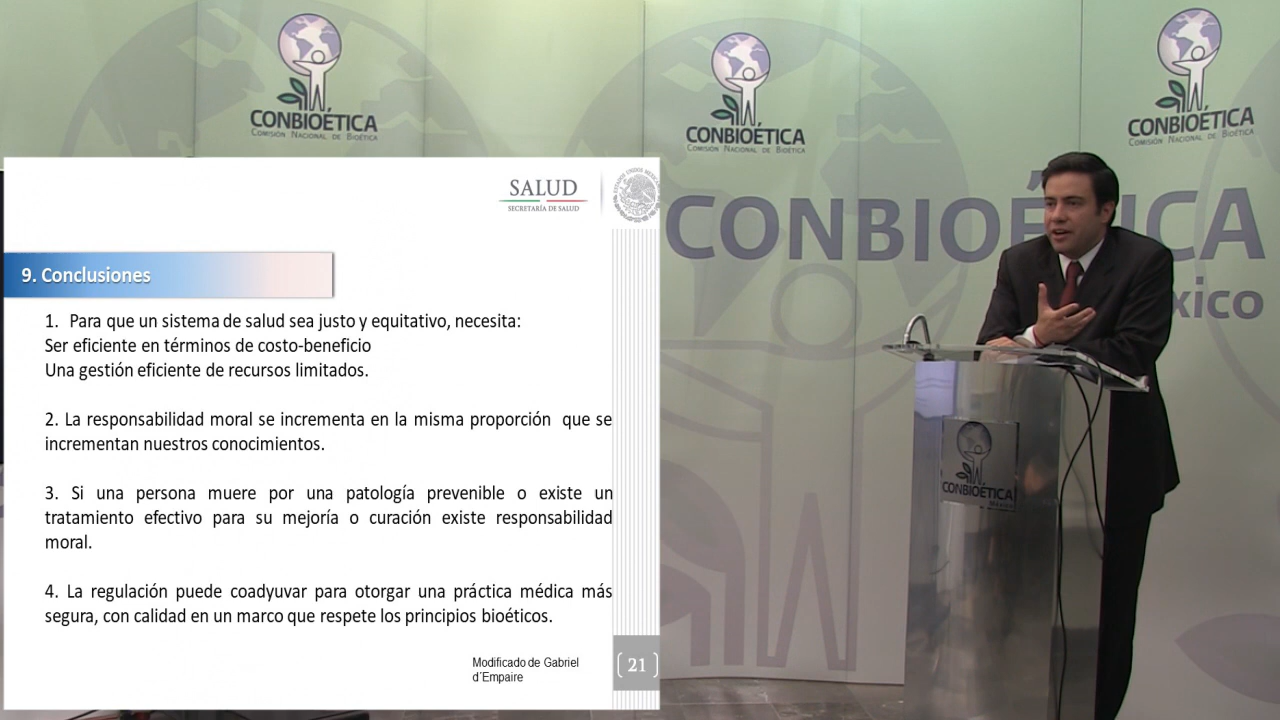 CONBIOÉTICA
COMISIÓN NACIONAL DE BIOÉTICA
CONBIOÉTICA
COMISIÓN NACIONAL DE BIOÉTICA
CONBIOÉTICA
COMISIÓN NACIONAL DE BIOÉTICA
SALUD
SECRETARÍA DE SALUD
9. Conclusiones
1. Para que un sistema de salud sea justo y equitativo, necesita:
Ser eficiente en términos de costo-beneficio
Una gestión eficiente de recursos limitados.
2. La responsabilidad moral se incrementa en la misma proporción que se
incrementan nuestros conocimientos.
3. Si una persona muere por una patología prevenible o existe un
tratamiento efectivo para su mejoría o curación existe responsabilidad
moral.
4. La regulación puede coadyuvar para otorgar una práctica médica más
segura, con calidad en un marco que respete los principios bioéticos.
Modificado de Gabriel
d´Empaire
21
CONBIOÉ ICA
xico
CONBIOÉTICA
MÉXICO